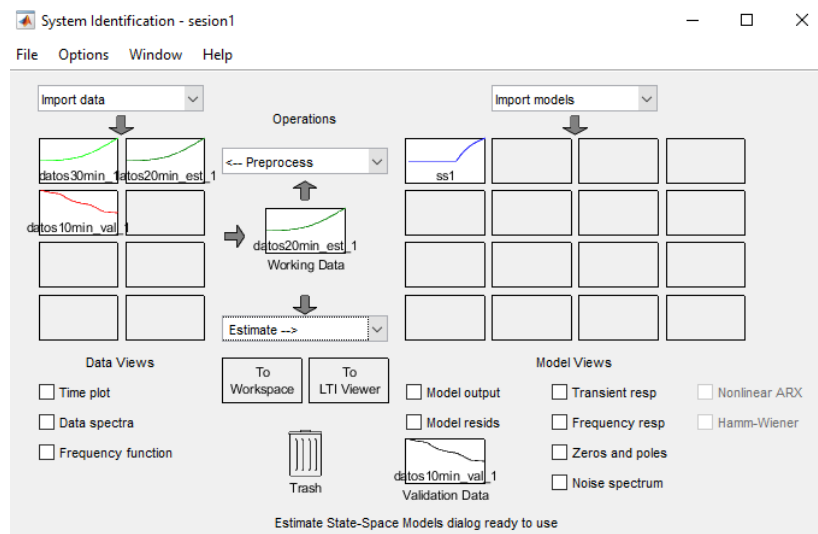 System Identification - sesion1
File Options Window Help
Import data
Import models
Operations
<-- Preprocess
datos30min_1
datos20min_est_1
ss1
datos10min_val_1
datos20min_est_1
Working Data
Estimate -->
Data Views
To Workspace
To LTI Viewer
Model Views
Time plot
Model output
Transient resp
Nonlinear ARX
Data spectra
Model resids
Frequency resp
Hamm-Wiener
Frequency function
Zeros and poles
Trash
datos10min_val_1
Validation Data
Noise spectrum
Estimate State-Space Models dialog ready to use